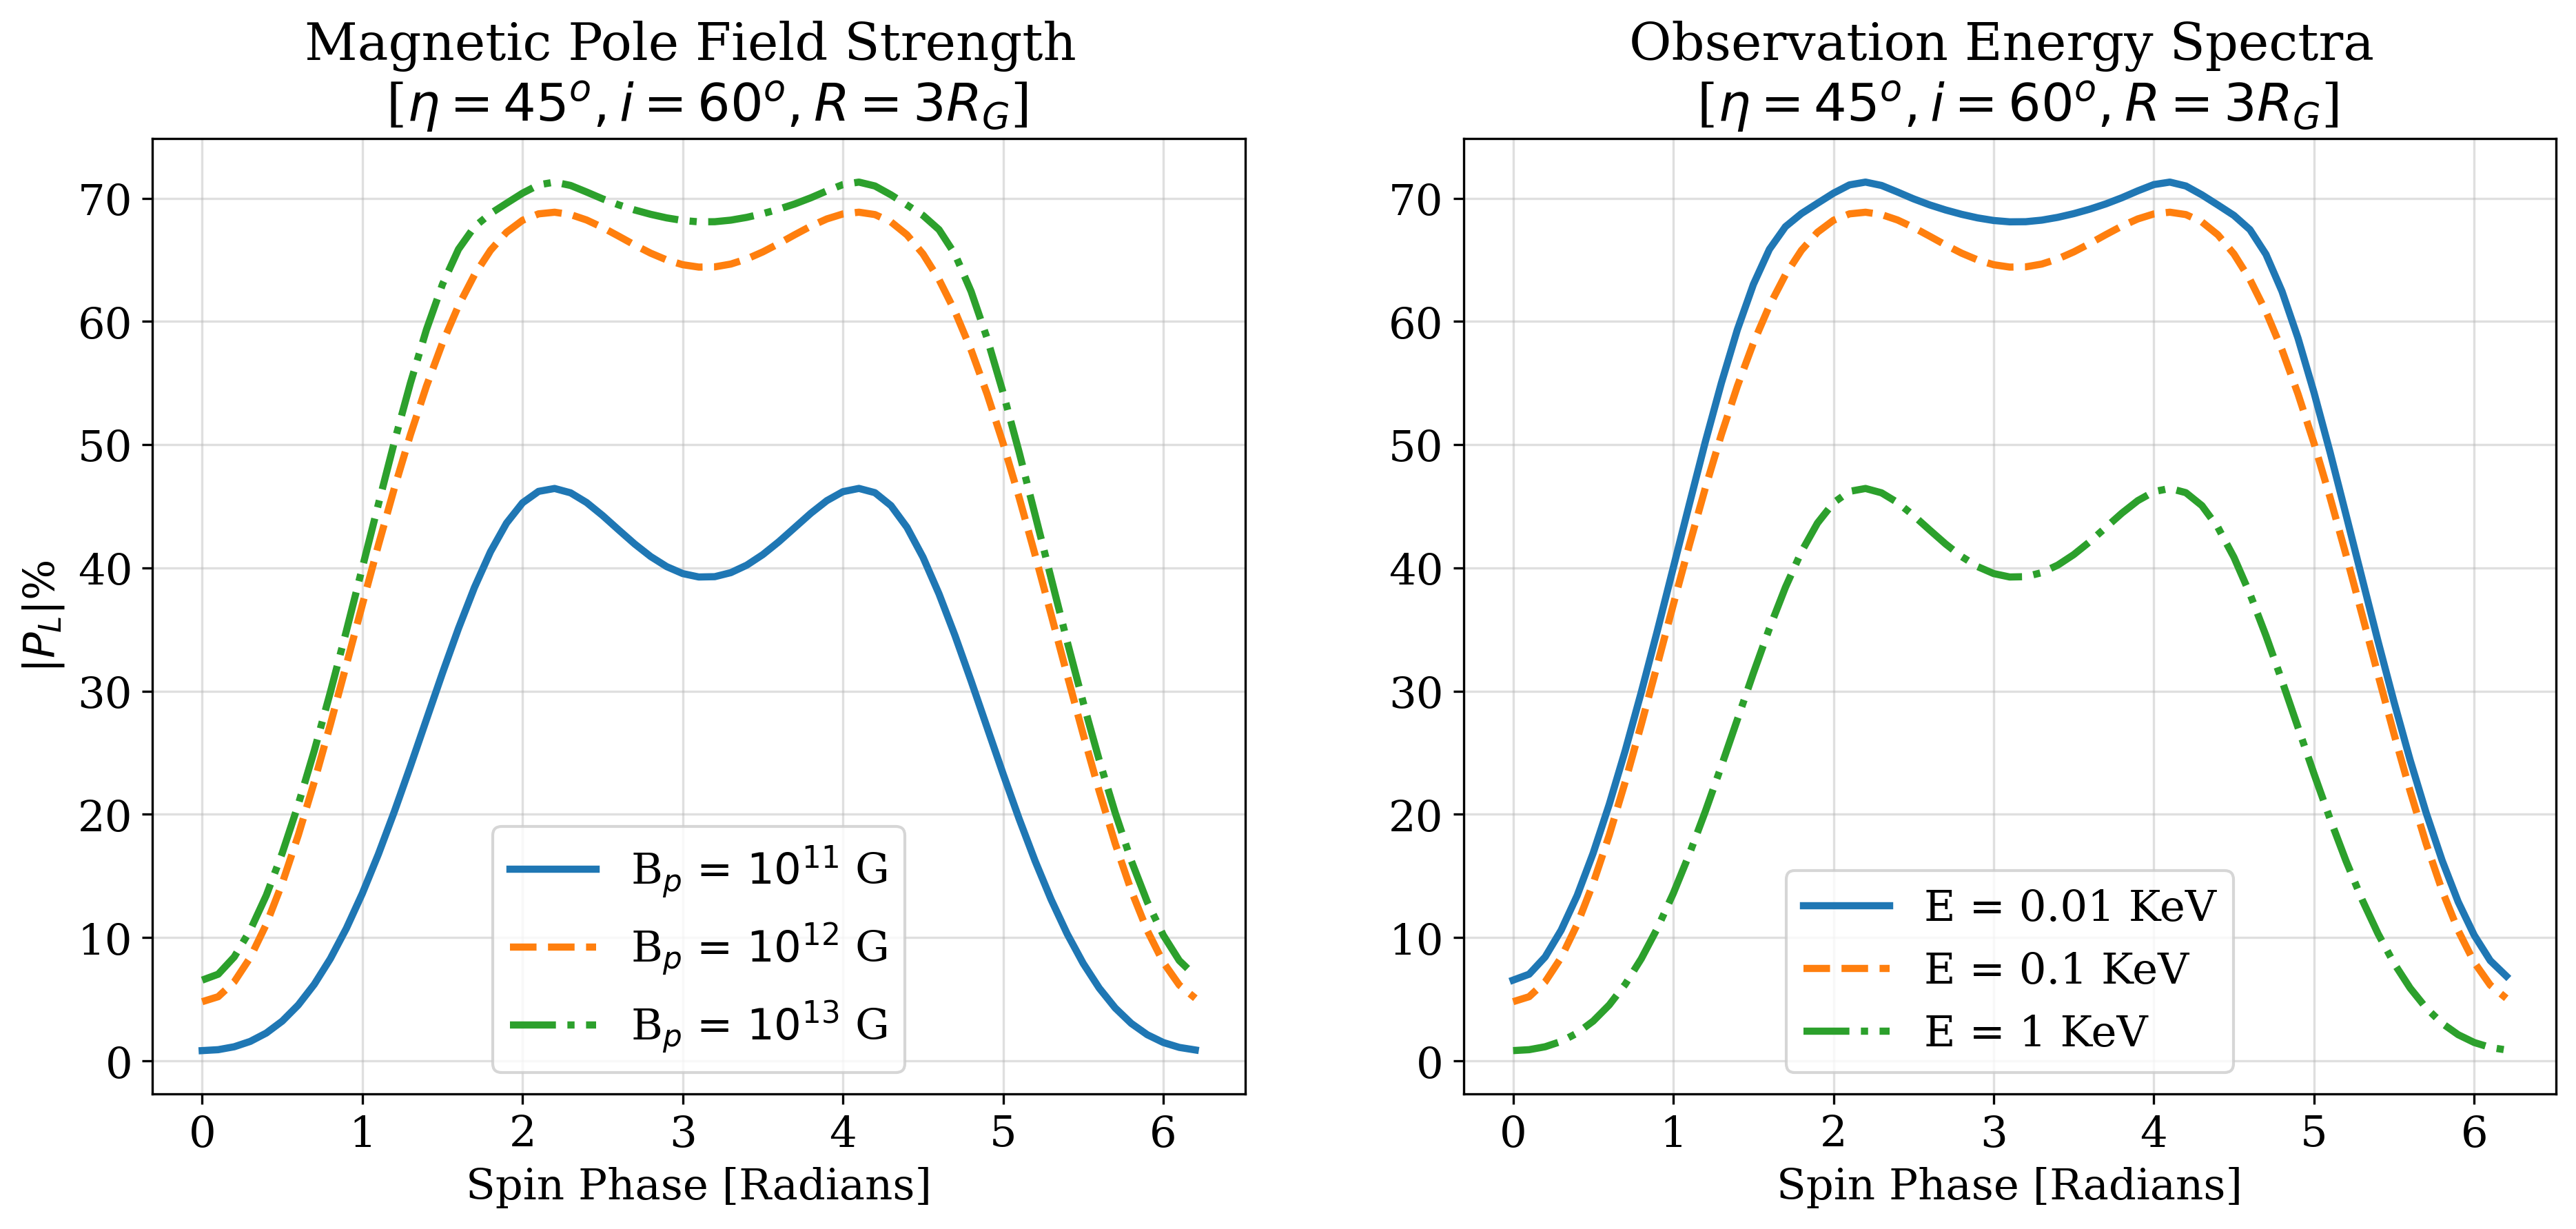 Magnetic Pole Field Strength
[η = 45°, i = 60°, R = 3R_G]
|P_L|%
70
60
50
40
30
20
10
0
B_p = 10^11 G
B_p = 10^12 G
B_p = 10^13 G
0 1 2 3 4 5 6
Spin Phase [Radians]
Observation Energy Spectra
[η = 45°, i = 60°, R = 3R_G]
70
60
50
40
30
20
10
0
E = 0.01 KeV
E = 0.1 KeV
E = 1 KeV
0 1 2 3 4 5 6
Spin Phase [Radians]